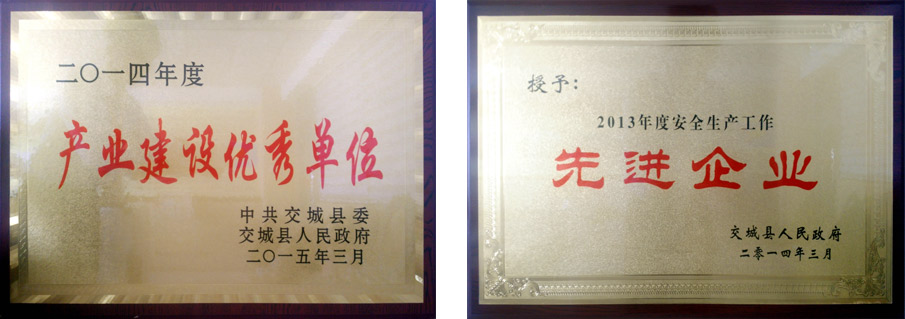 二〇一四年度
产业建设优秀单位
中共交城县委
交城县人民政府
二〇一五年三月
授予：
2013年度安全生产工作
先进企业
交城县人民政府
二零一四年三月